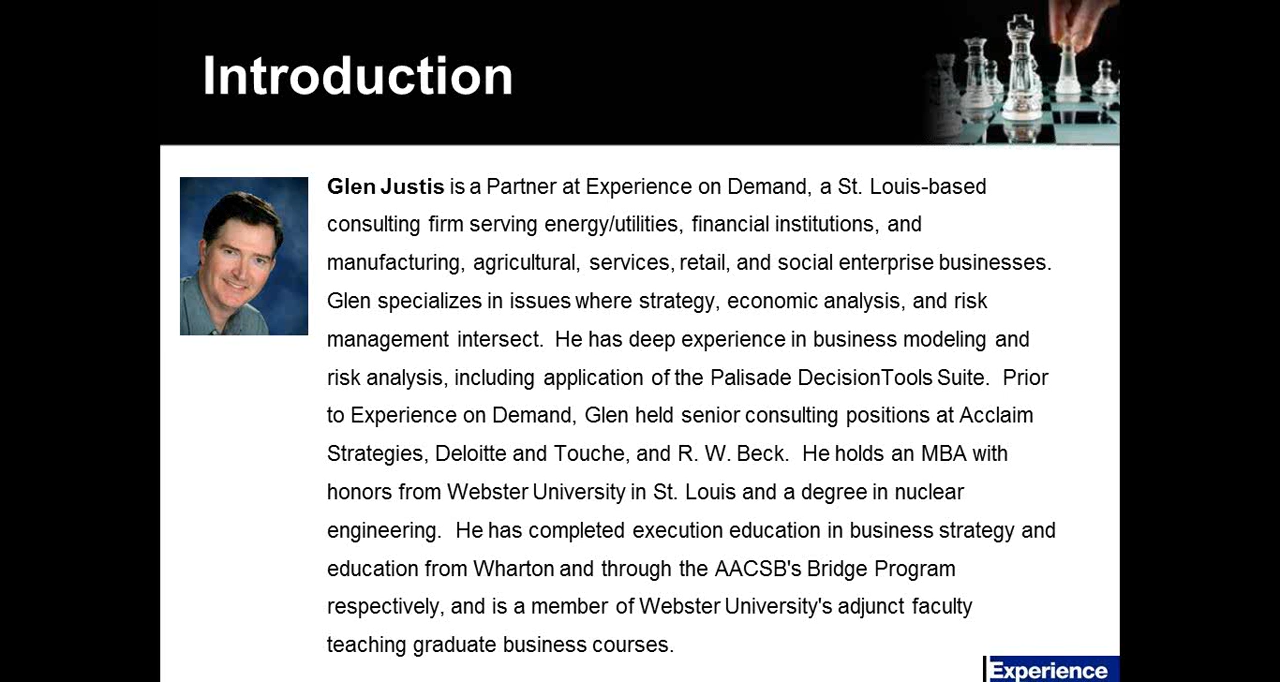 Introduction
Glen Justis is a Partner at Experience on Demand, a St. Louis-based
consulting firm serving energy/utilities, financial institutions, and
manufacturing, agricultural, services, retail, and social enterprise businesses.
Glen specializes in issues where strategy, economic analysis, and risk
management intersect.  He has deep experience in business modeling and
risk analysis, including application of the Palisade DecisionTools Suite.  Prior
to Experience on Demand, Glen held senior consulting positions at Acclaim
Strategies, Deloitte and Touche, and R. W. Beck.  He holds an MBA with
honors from Webster University in St. Louis and a degree in nuclear
engineering.  He has completed execution education in business strategy and
education from Wharton and through the AACSB's Bridge Program
respectively, and is a member of Webster University's adjunct faculty
teaching graduate business courses.
Experience